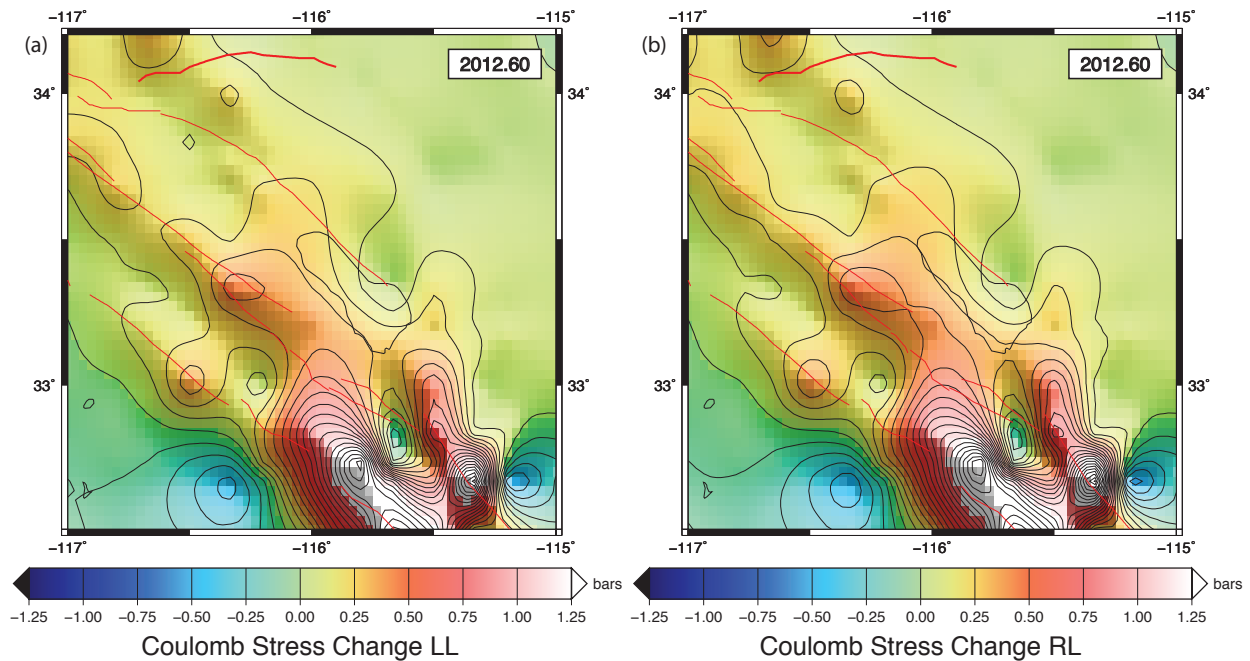 −117° −116° −115° −117° −116° −115°
(a) 2012.60 (b) 2012.60
34° 34° 34°
33° 33° 33°
−117° −116° −115° −117° −116° −115°
bars bars
−1.25 −1.00 −0.75 −0.50 −0.25 0.00 0.25 0.50 0.75 1.00 1.25 −1.25 −1.00 −0.75 −0.50 −0.25 0.00 0.25 0.50 0.75 1.00 1.25
Coulomb Stress Change LL Coulomb Stress Change RL